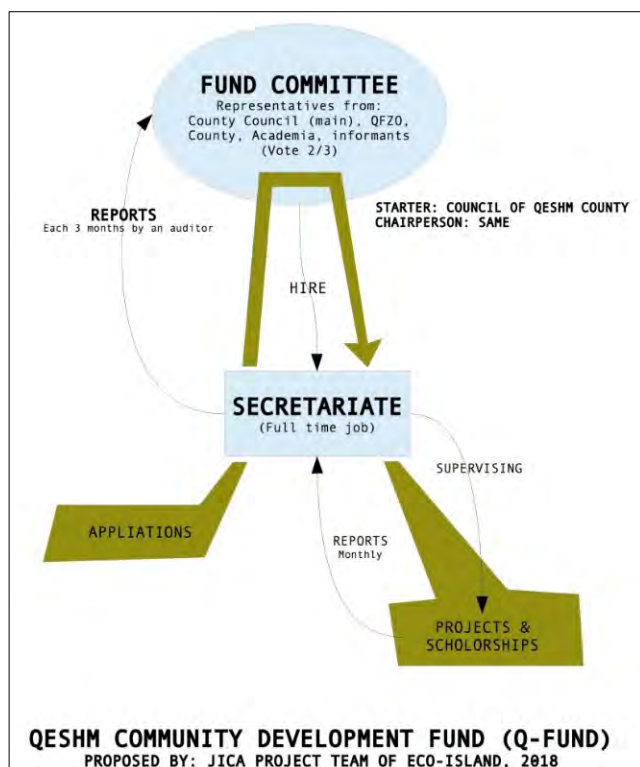 FUND COMMITTEE
Representatives from:
County Council (main), QFZO,
County, Academia, informants
(Vote 2/3)
REPORTS
Each 3 months by an auditor
STARTER: COUNCIL OF QESHM COUNTY
CHAIRPERSON: SAME
HIRE
SECRETARIATE
(Full time job)
SUPERVISING
APPLIATIONS
REPORTS
Monthly
PROJECTS &
SCHOLORSHIPS
QESHM COMMUNITY DEVELOPMENT FUND (Q-FUND)
PROPOSED BY: JICA PROJECT TEAM OF ECO-ISLAND, 2018